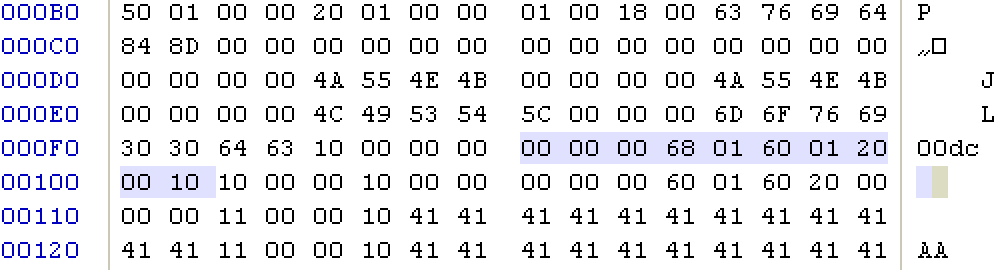 000B0 50 01 00 00 20 01 00 00 01 00 18 00 63 76 69 64 P
000C0 84 8D 00 00 00 00 00 00 00 00 00 00 00 00 00 00 „□
000D0 00 00 00 00 4A 55 4E 4B 00 00 00 00 4A 55 4E 4B J
000E0 00 00 00 00 4C 49 53 54 5C 00 00 00 6D 6F 76 69 L
000F0 30 30 64 63 10 00 00 00 00 00 00 68 01 60 01 20 00dc
00100 00 10 10 00 00 10 00 00 00 00 00 60 01 60 20 00
00110 00 00 11 00 00 10 41 41 41 41 41 41 41 41 41 41
00120 41 41 11 00 00 10 41 41 41 41 41 41 41 41 41 41 AA